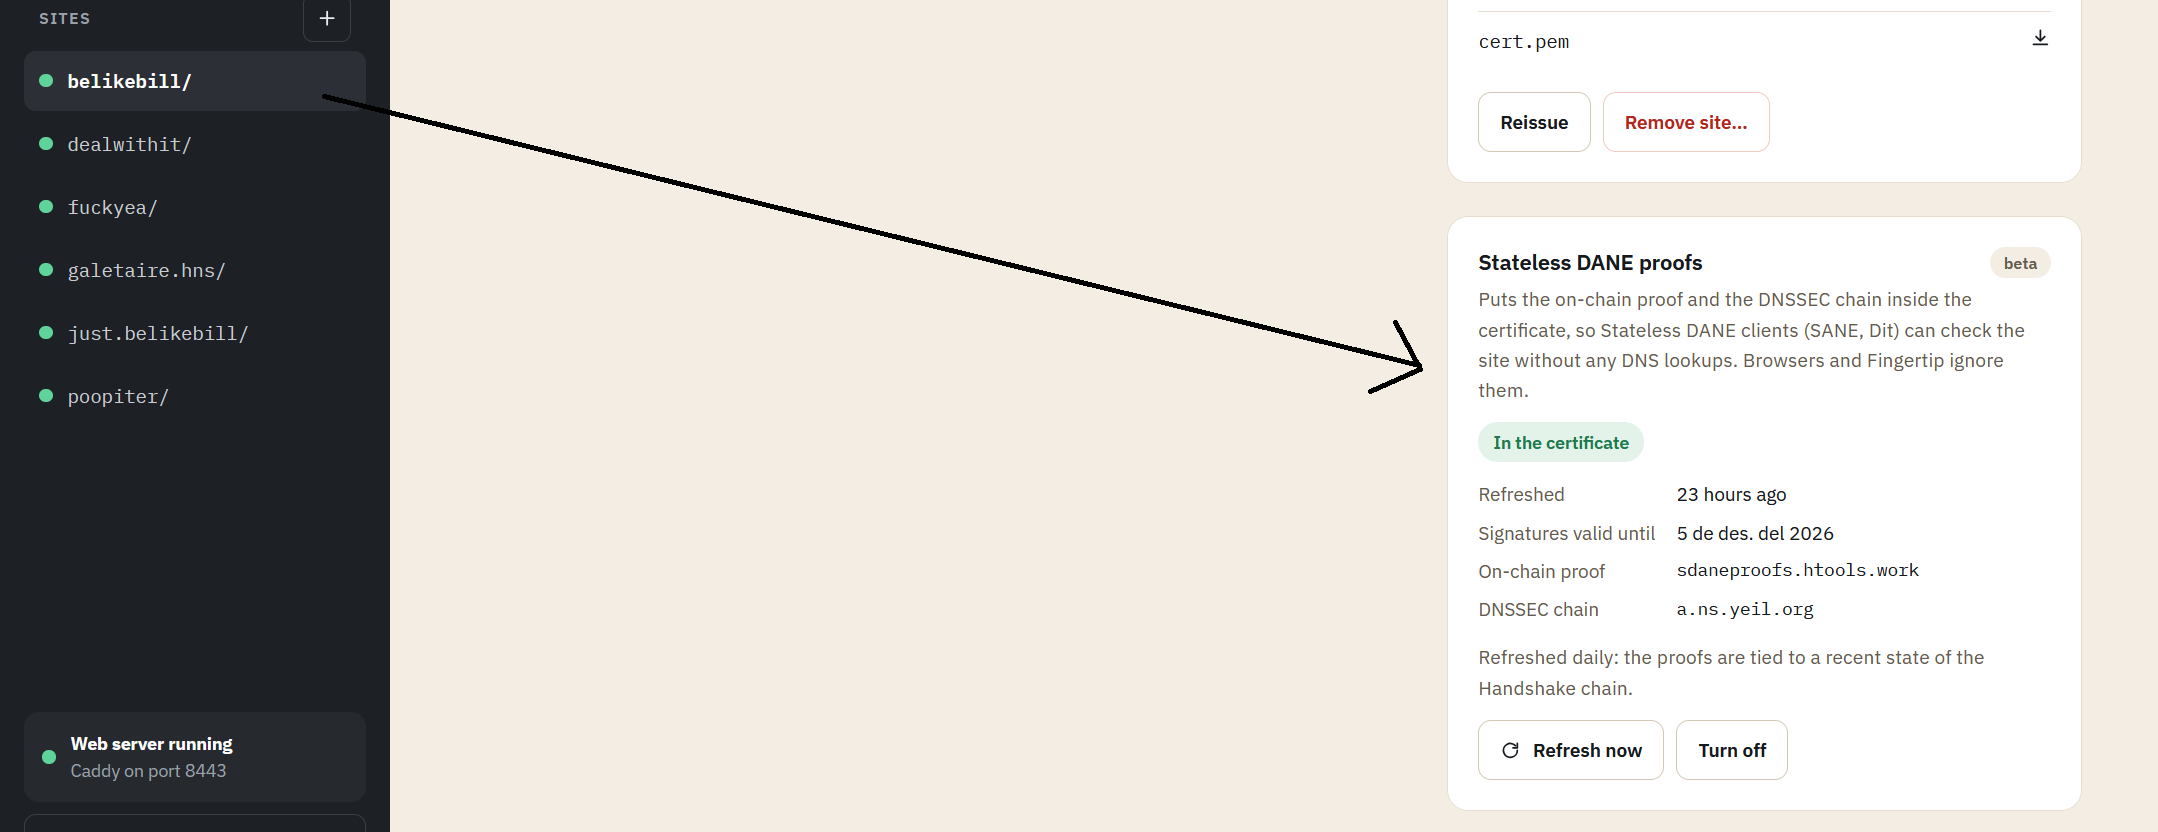 SITES
belikebill/
dealwithit/
fuckyea/
galetaire.hns/
just.belikebill/
poopiter/
Web server running
Caddy on port 8443
cert.pem
Reissue
Remove site...
Stateless DANE proofs
beta
Puts the on-chain proof and the DNSSEC chain inside the
certificate, so Stateless DANE clients (SANE, Dit) can check the
site without any DNS lookups. Browsers and Fingertip ignore
them.
In the certificate
Refreshed 23 hours ago
Signatures valid until 5 de des. del 2026
On-chain proof sdaneproofs.htools.work
DNSSEC chain a.ns.yeil.org
Refreshed daily: the proofs are tied to a recent state of the
Handshake chain.
Refresh now
Turn off